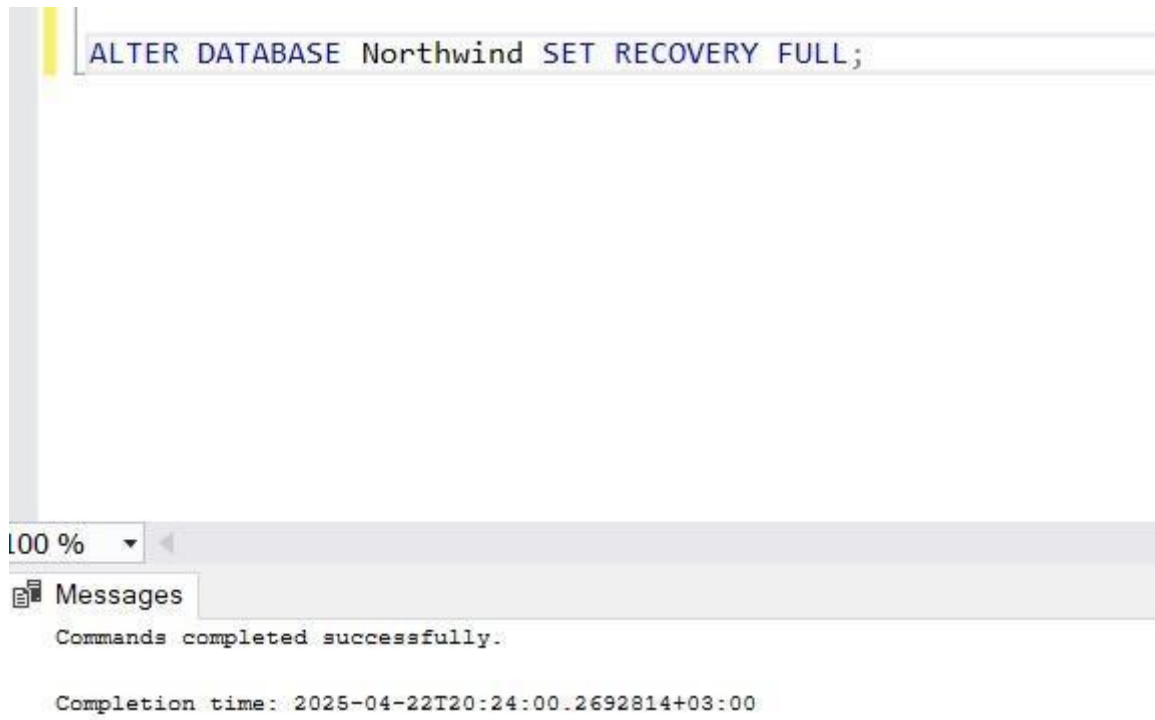 ALTER DATABASE Northwind SET RECOVERY FULL;
100 %
Messages
Commands completed successfully.
Completion time: 2025-04-22T20:24:00.2692814+03:00